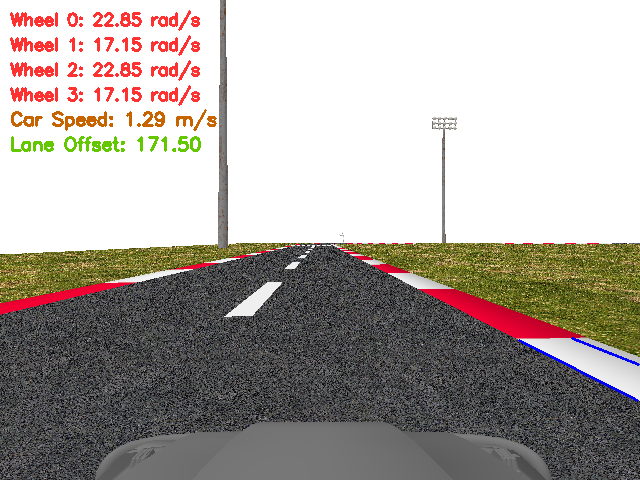 Wheel 0: 22.85 rad/s
Wheel 1: 17.15 rad/s
Wheel 2: 22.85 rad/s
Wheel 3: 17.15 rad/s
Car Speed: 1.29 m/s
Lane Offset: 171.50